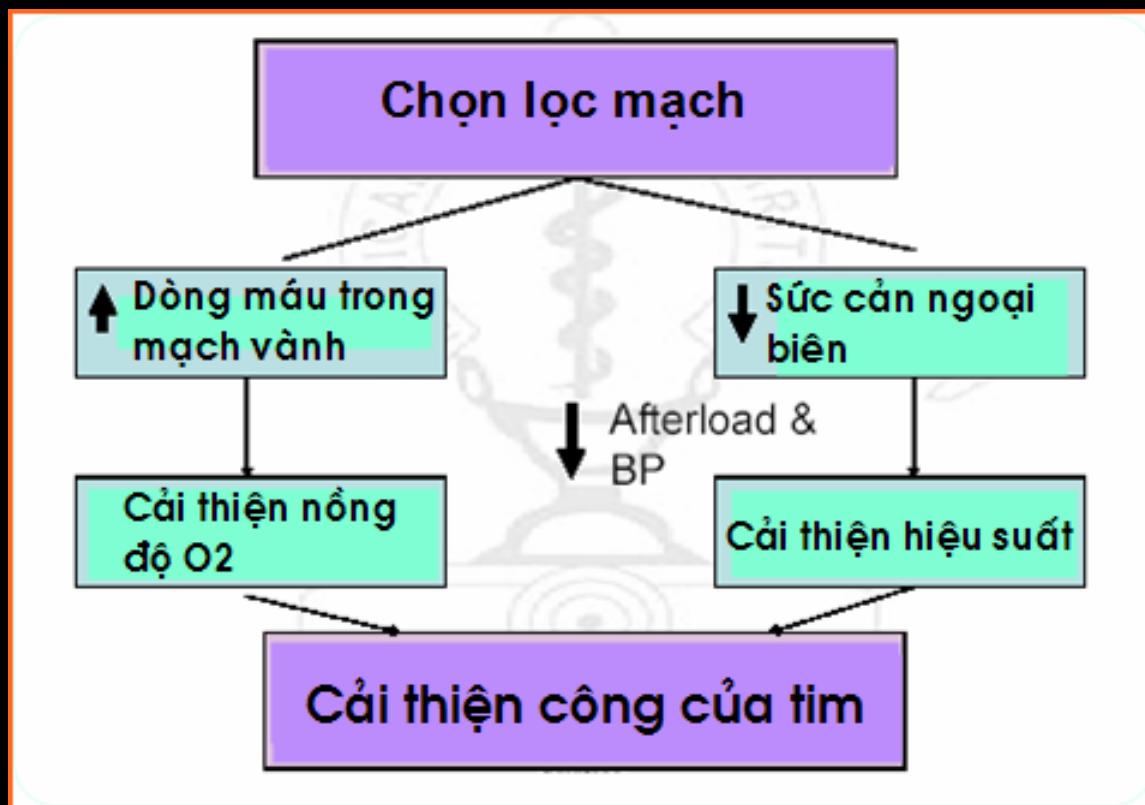 Chọn lọc mạch
Dòng máu trong
mạch vành
Sức cản ngoại
biên
Afterload &
BP
Cải thiện nồng
độ O2
Cải thiện hiệu suất
Cải thiện công của tim